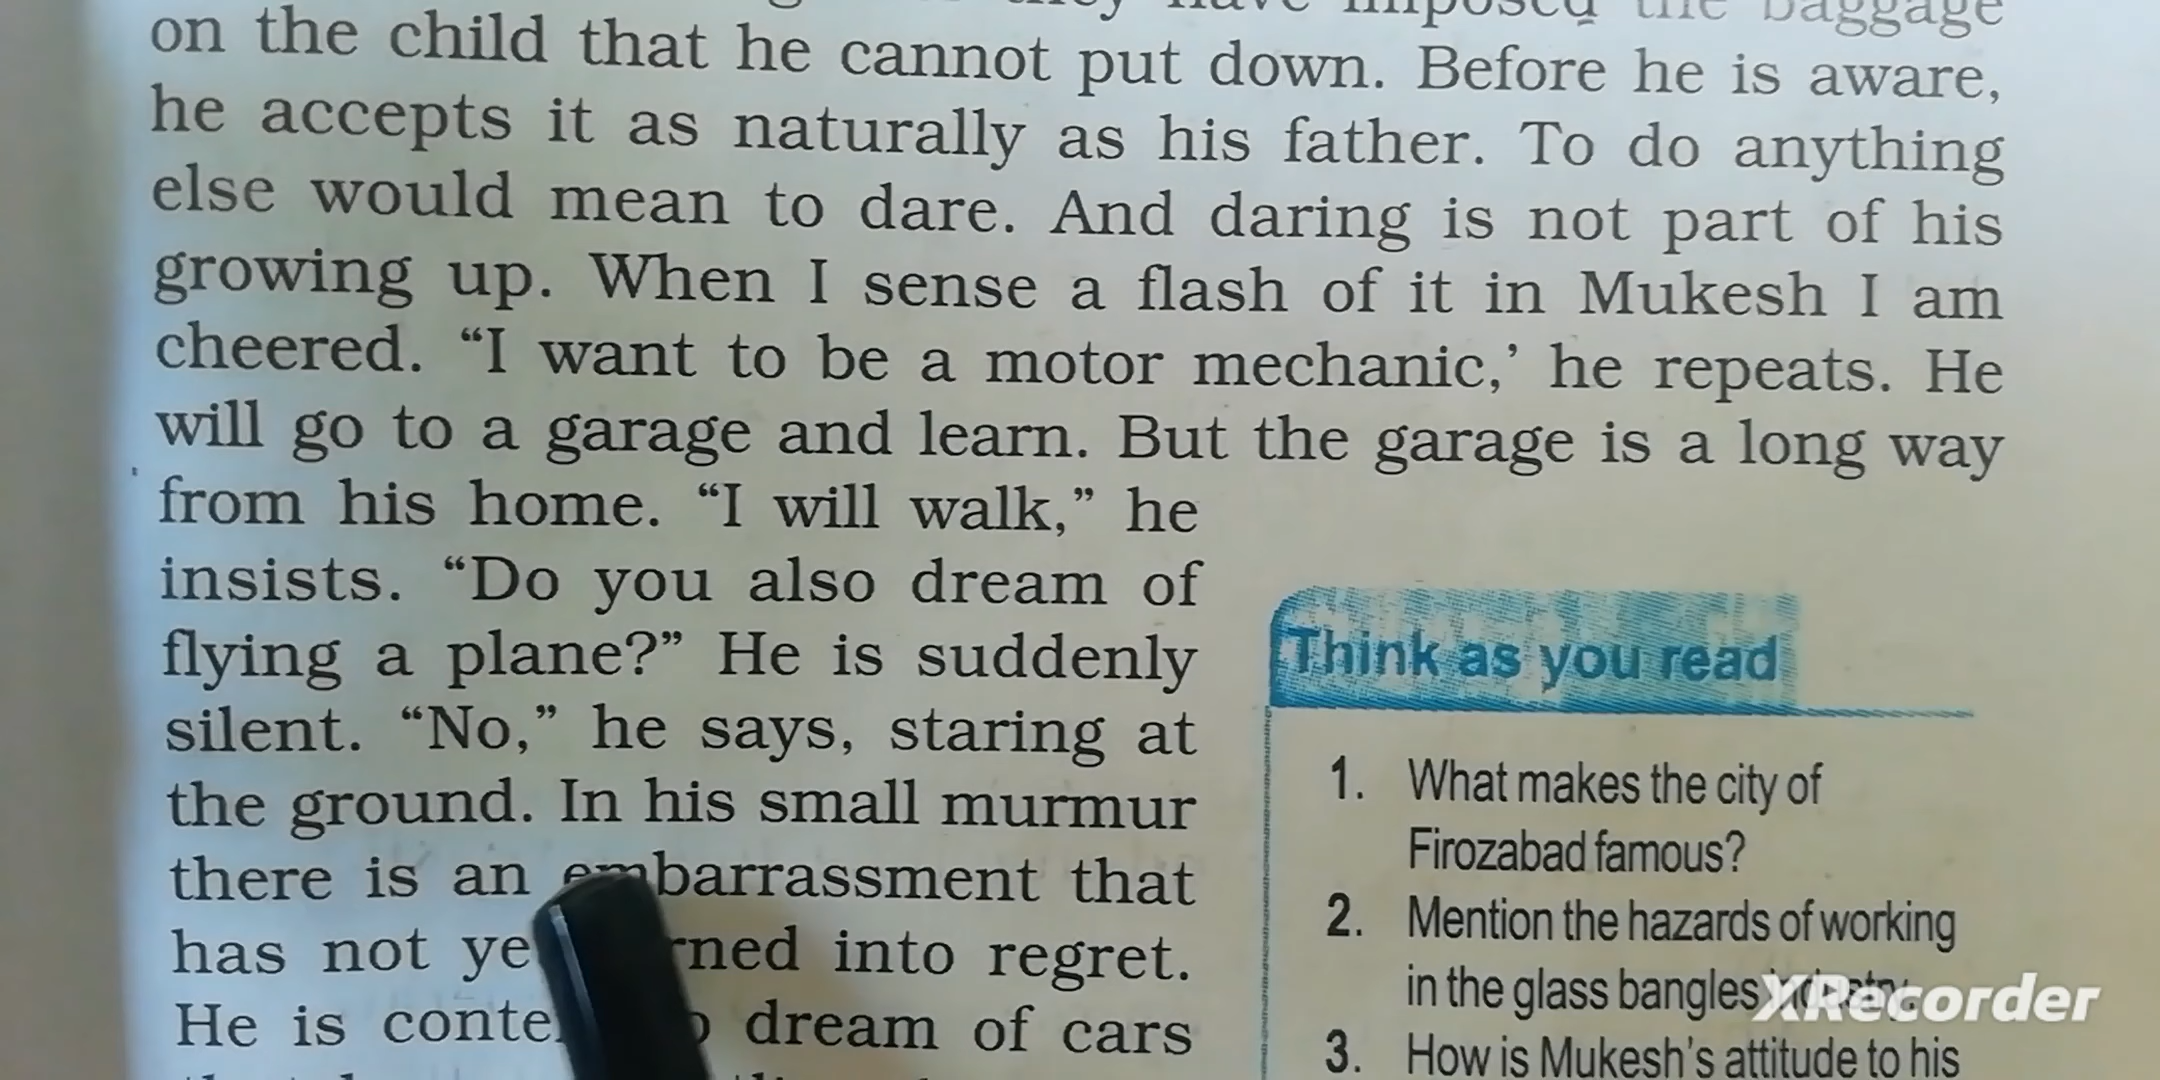 they have imposed the baggage
on the child that he cannot put down. Before he is aware,
he accepts it as naturally as his father. To do anything
else would mean to dare. And daring is not part of his
growing up. When I sense a flash of it in Mukesh I am
cheered. “I want to be a motor mechanic,’ he repeats. He
will go to a garage and learn. But the garage is a long way
from his home. “I will walk,” he
insists. “Do you also dream of
flying a plane?” He is suddenly
silent. “No,” he says, staring at
the ground. In his small murmur
there is an embarrassment that
has not ye rned into regret.
He is conte dream of cars
Think as you read
1. What makes the city of
Firozabad famous?
2. Mention the hazards of working
in the glass bangles
3. How is Mukesh’s attitude to his
XRecorder